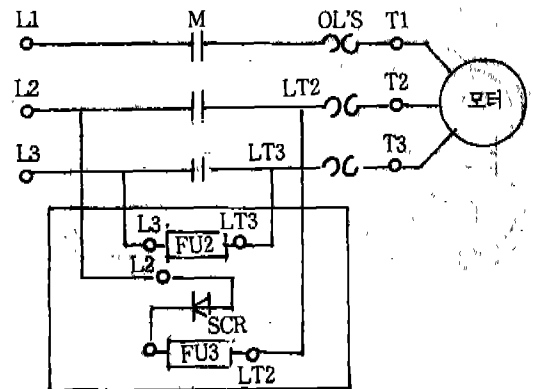 L1 M OL'S T1
L2 LT2 T2
모터
L3 LT3 T3
L3 LT3
FU2
L2
SCR
FU3
LT2